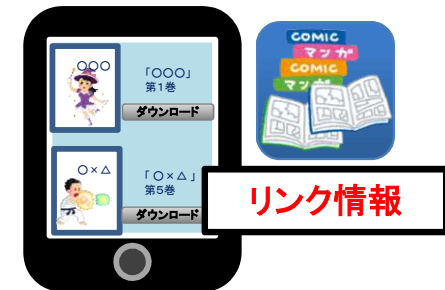 ○○○
「○○○」
第1巻
ダウンロード
○×△
「○×△」
第5巻
ダウンロード
COMIC
マンガ
COMIC
マンガ
リンク情報